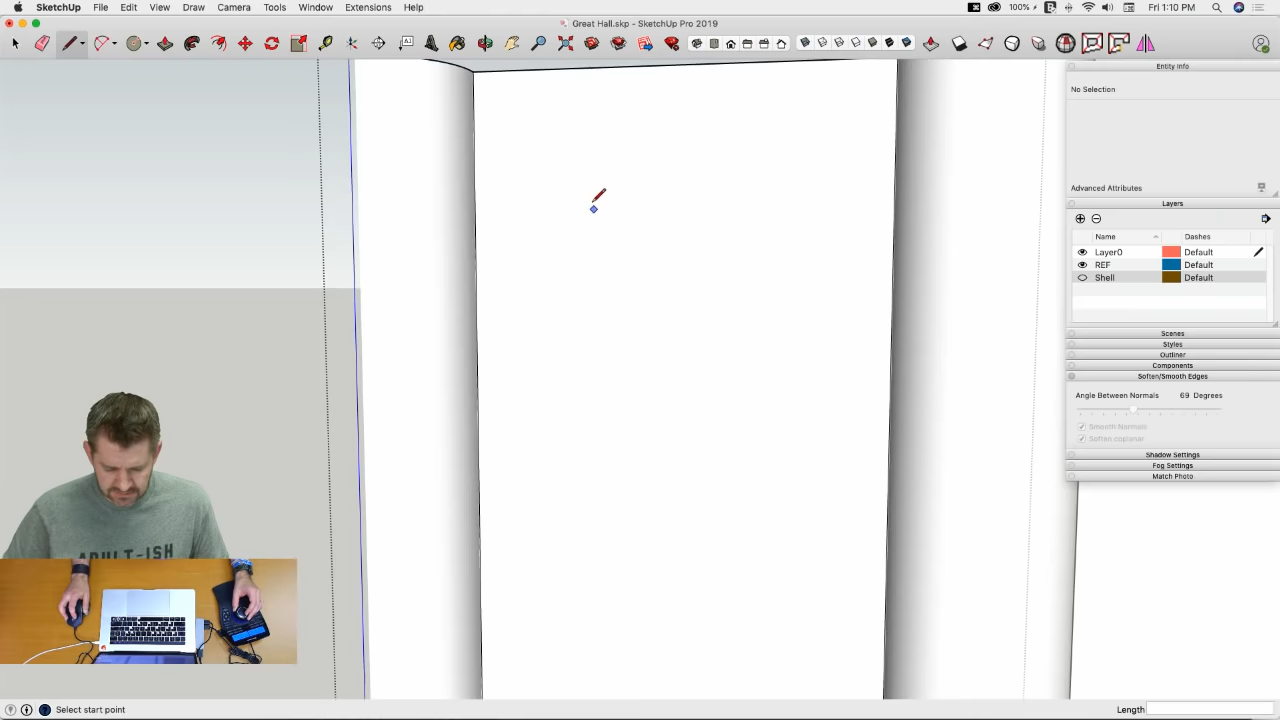 SketchUp File Edit View Draw Camera Tools Window Extensions Help 100% Fri 1:10 PM
Great Hall.skp - SketchUp Pro 2019
Entity Info
No Selection
Advanced Attributes
Layers
Name Dashes
Layer0 Default
REF Default
Shell Default
Scenes
Styles
Outliner
Components
Soften/Smooth Edges
Angle Between Normals 69 Degrees
Smooth Normals
Soften coplanar
Shadow Settings
Fog Settings
Match Photo
ADULT-ISH
Select start point
Length